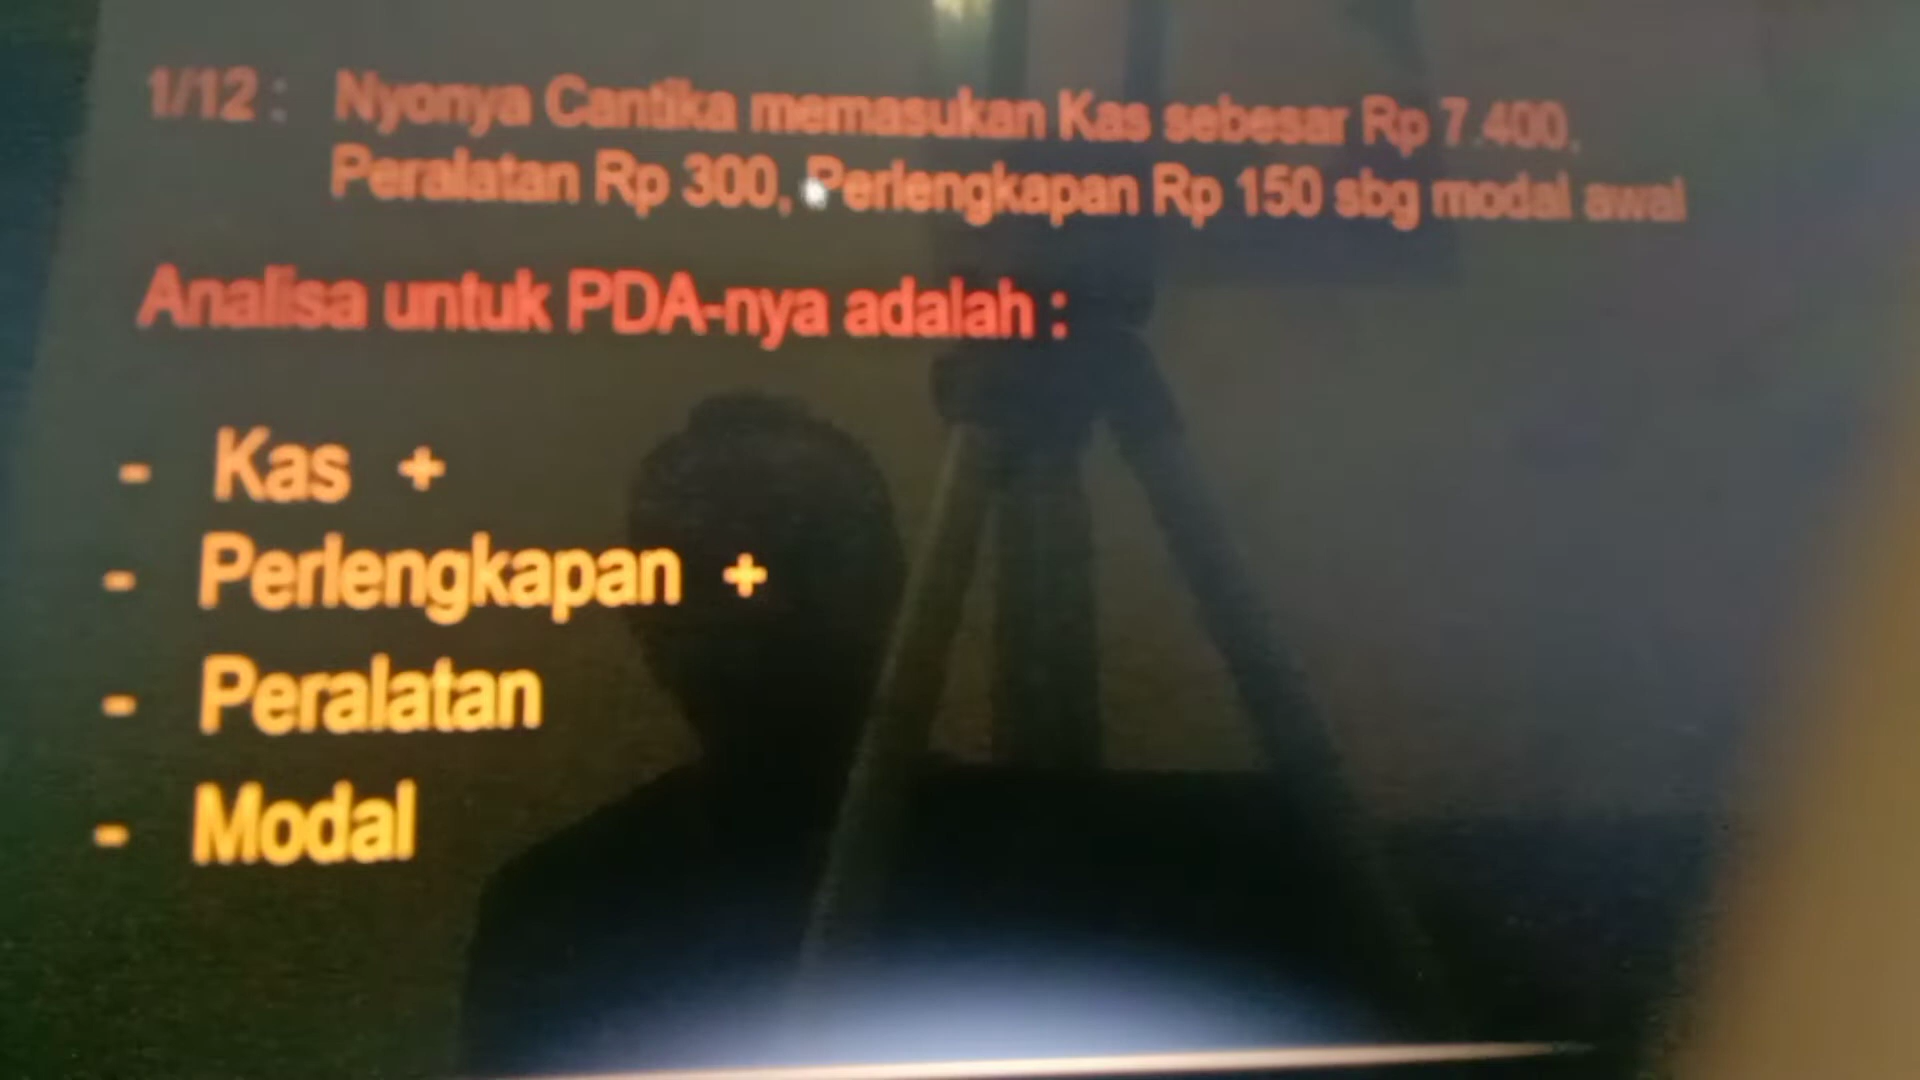 1/12 : Nyonya Cantika memasukan Kas sebesar Rp 7.400,
Peralatan Rp 300, Perlengkapan Rp 150 sbg modal awal
Analisa untuk PDA-nya adalah :
- Kas +
- Perlengkapan +
- Peralatan
- Modal